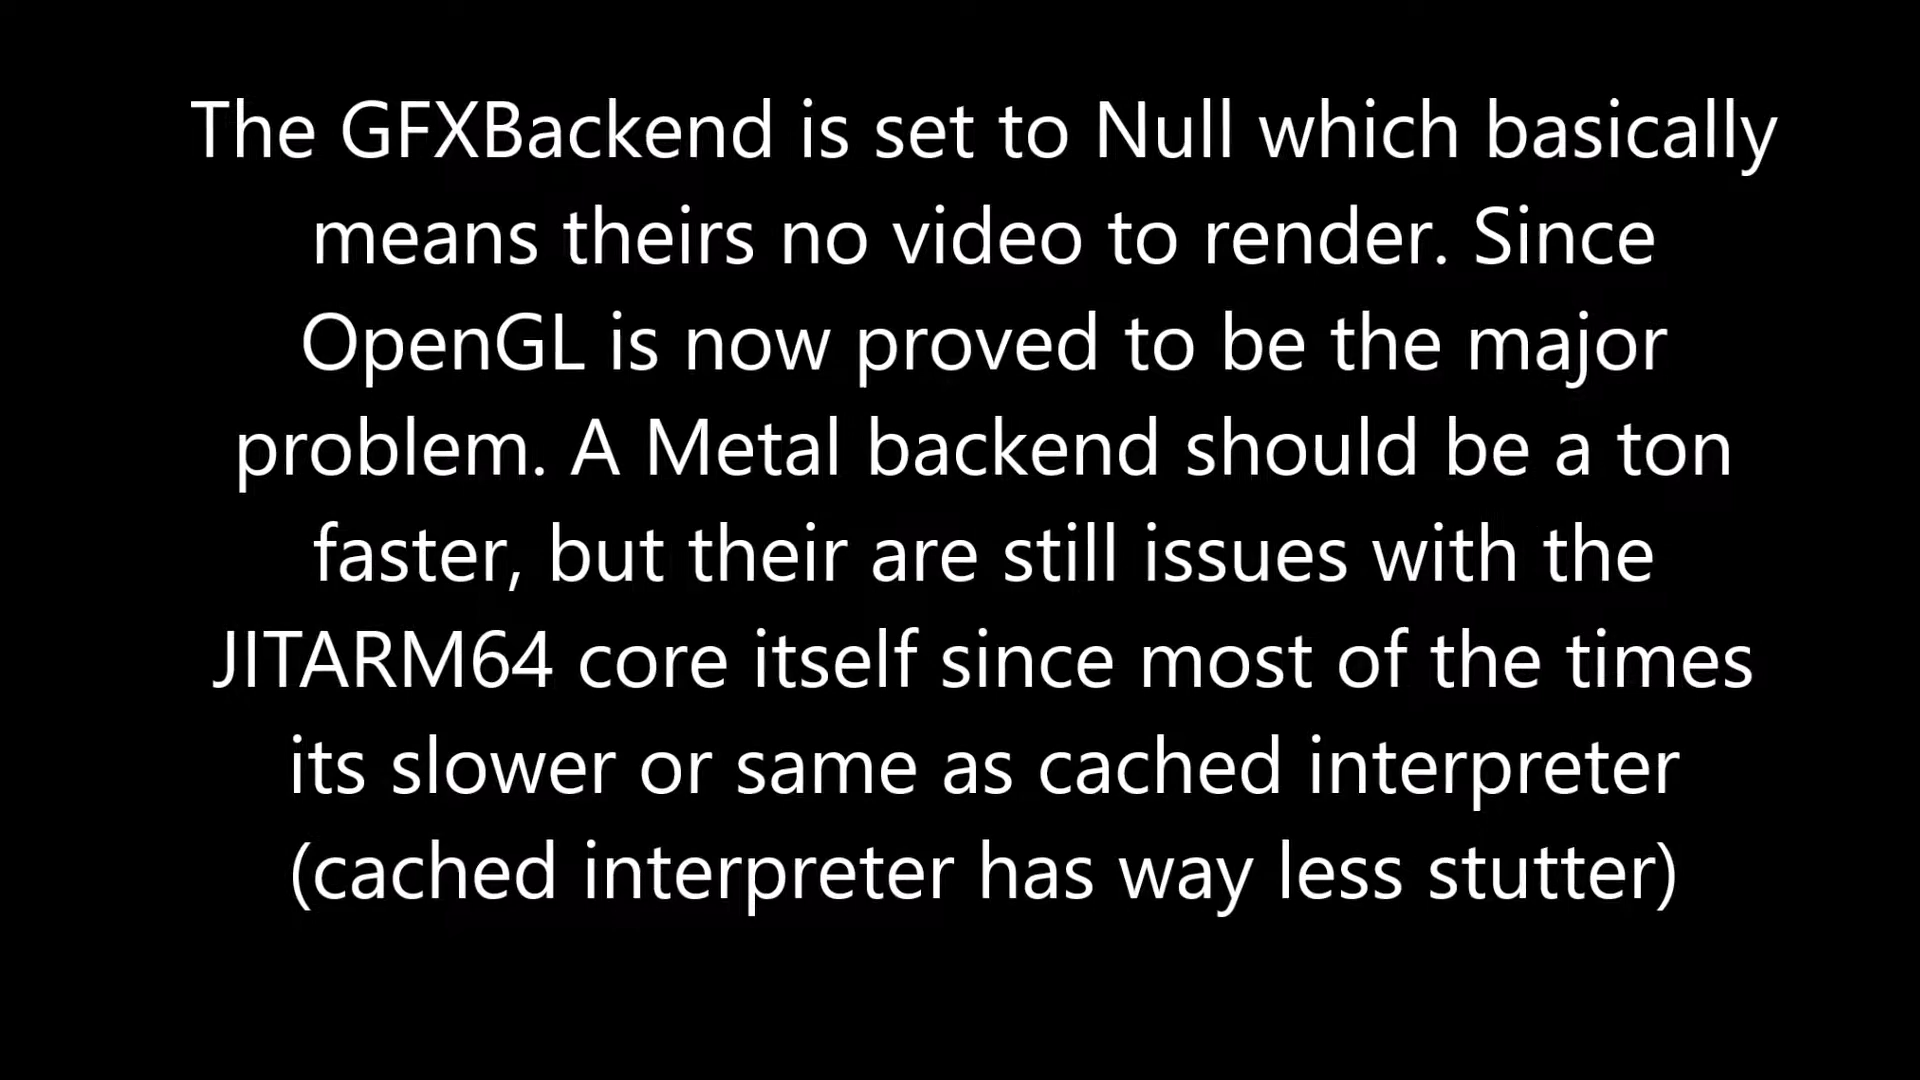 The GFXBackend is set to Null which basically
means theirs no video to render. Since
OpenGL is now proved to be the major
problem. A Metal backend should be a ton
faster, but their are still issues with the
JITARM64 core itself since most of the times
its slower or same as cached interpreter
(cached interpreter has way less stutter)